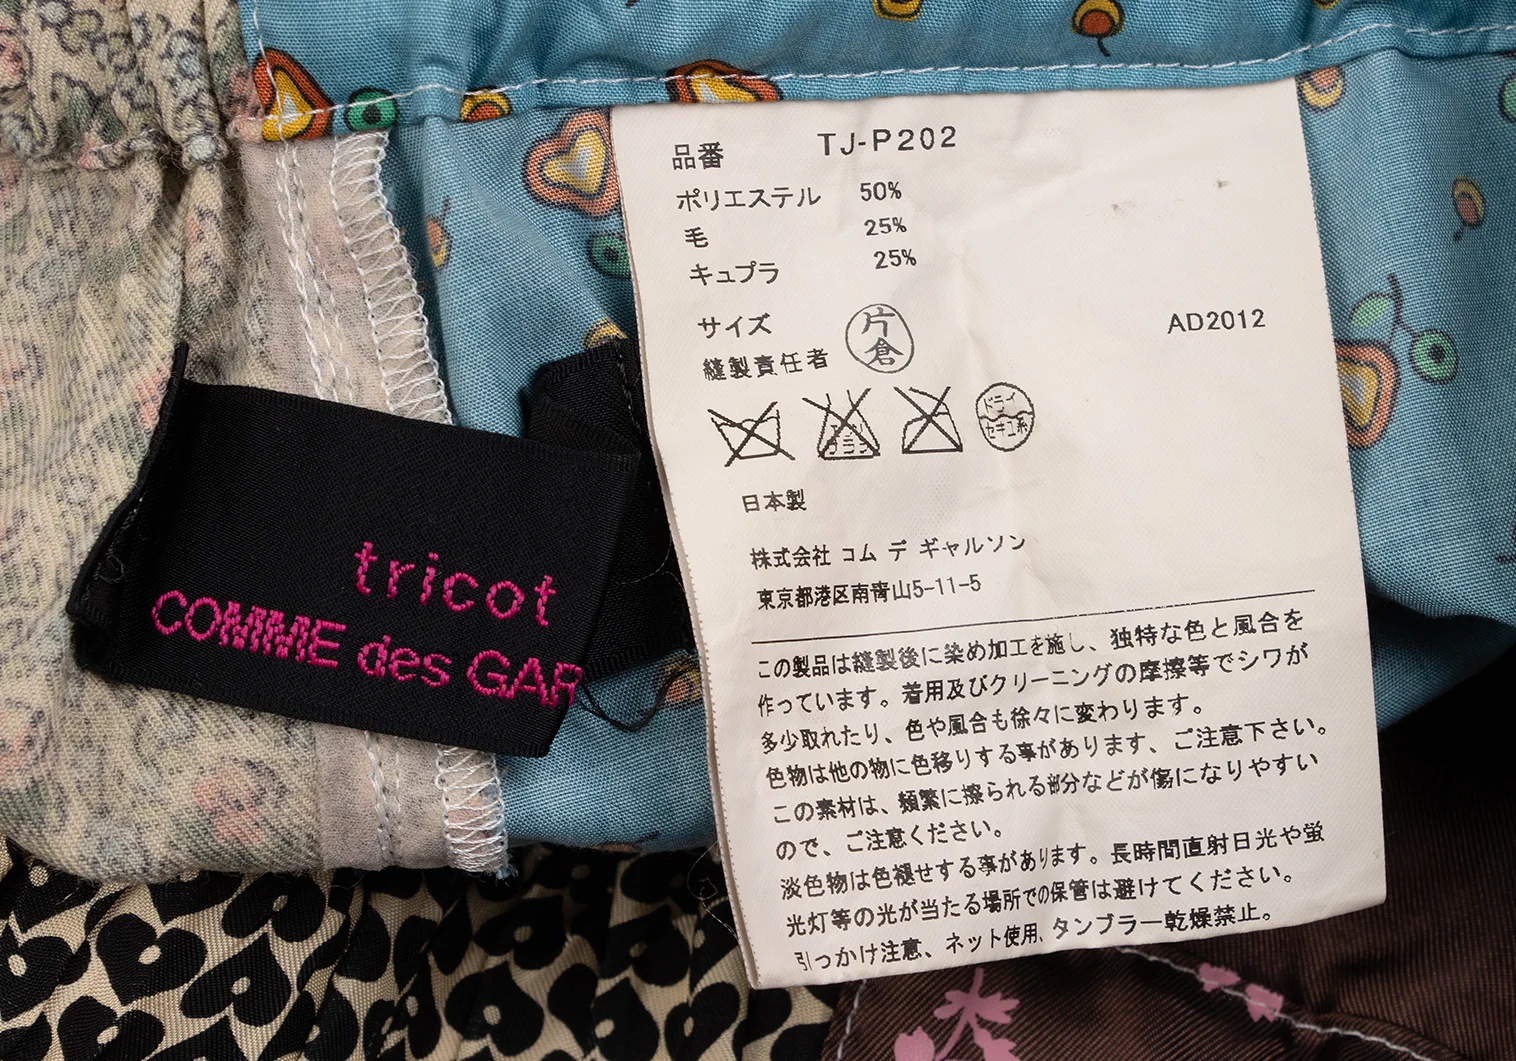 tricot
COMME des GAR
品番 TJ-P202
ポリエステル 50%
毛 25%
キュプラ 25%
サイズ
片倉
AD2012
縫製責任者
ドライ
セキユ系
日本製
株式会社 コム デ ギャルソン
東京都港区南青山5-11-5
この製品は縫製後に染め加工を施し、独特な色と風合を
作っています。着用及びクリーニングの摩擦等でシワが
多少取れたり、色や風合も徐々に変わります。
色物は他の物に色移りする事があります、ご注意下さい。
この素材は、頻繁に擦られる部分などが傷になりやすい
ので、ご注意ください。
淡色物は色褪せする事があります。長時間直射日光や蛍
光灯等の光が当たる場所での保管は避けてください。
引っかけ注意、ネット使用、タンブラー乾燥禁止。